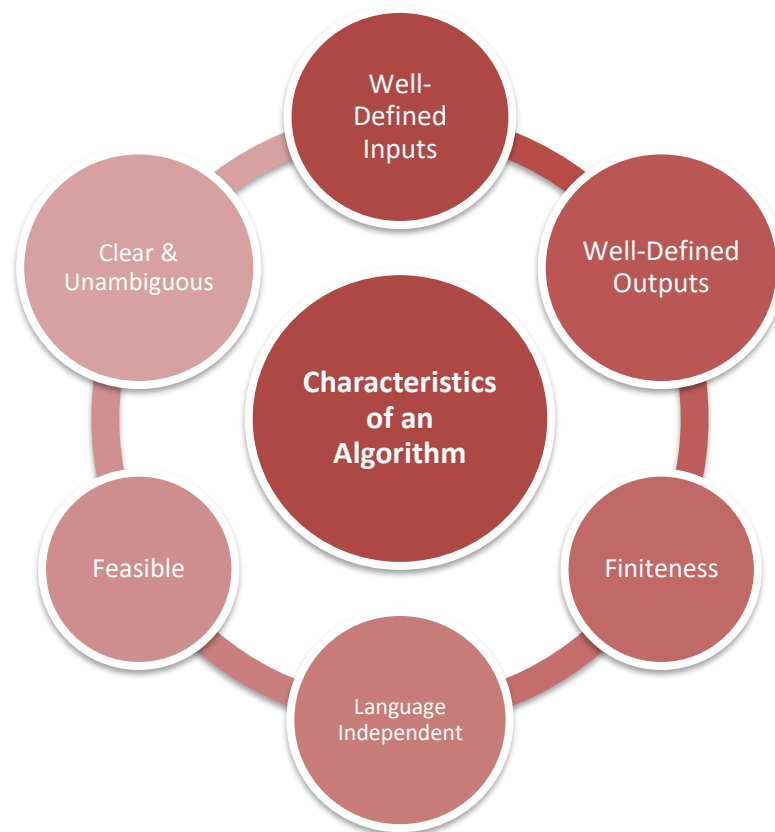 Well-
Defined
Inputs
Well-Defined
Outputs
Clear &
Unambiguous
Characteristics
of an
Algorithm
Feasible
Finiteness
Language
Independent